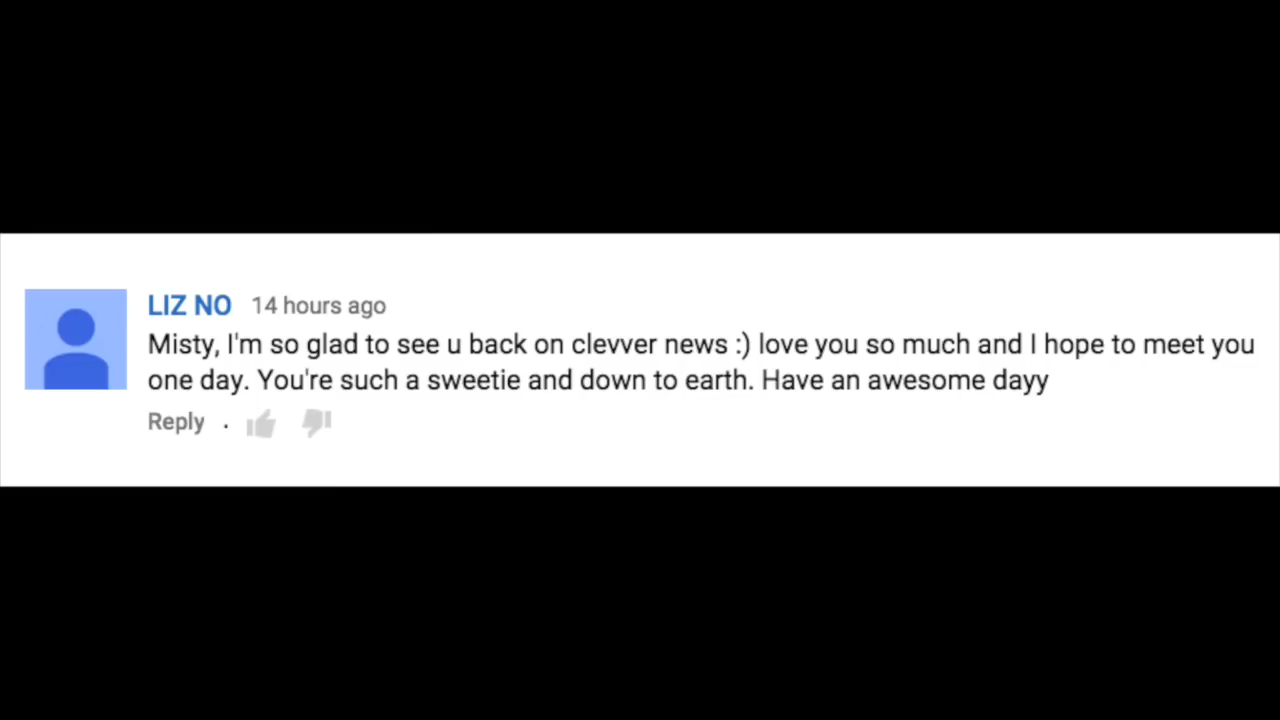 LIZ NO 14 hours ago
Misty, I'm so glad to see u back on clevver news :) love you so much and I hope to meet you
one day. You're such a sweetie and down to earth. Have an awesome dayy
Reply .